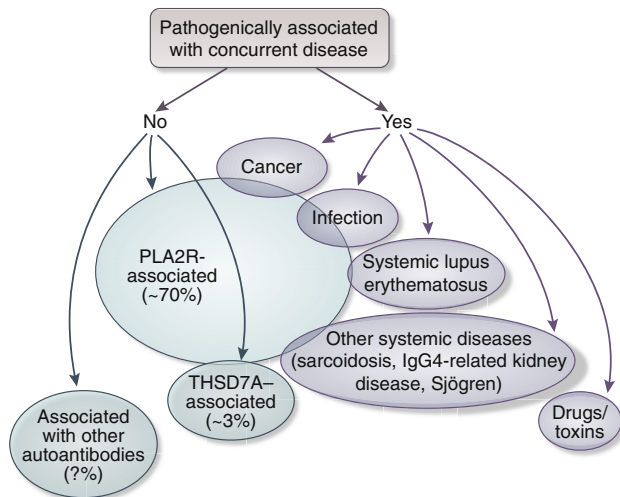 Pathogenically associated
with concurrent disease
No
Yes
Cancer
Infection
PLA2R-
associated
(~70%)
Systemic lupus
erythematosus
Other systemic diseases
(sarcoidosis, IgG4-related kidney
disease, Sjögren)
THSD7A–
associated
(~3%)
Associated
with other
autoantibodies
(?%)
Drugs/
toxins